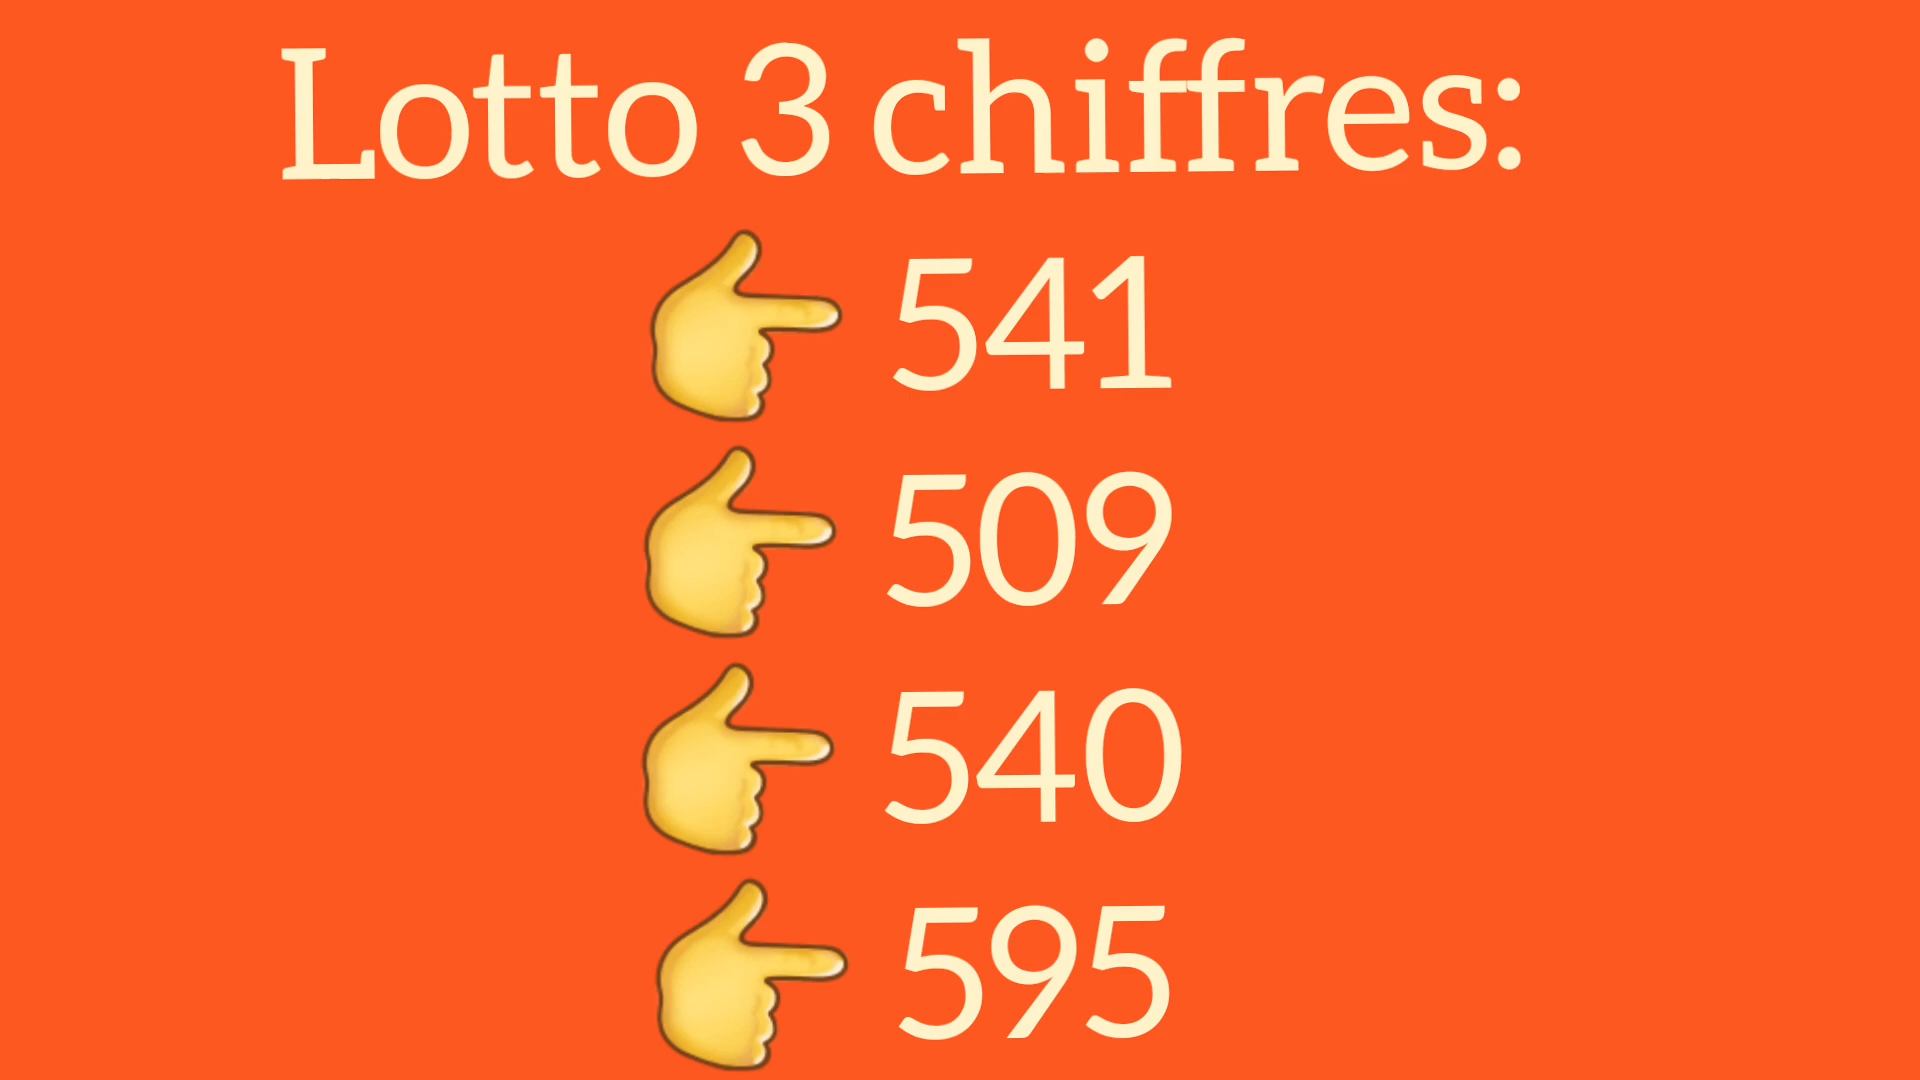 Lotto 3 chiffres:
👉 541
👉 509
👉 540
👉 595